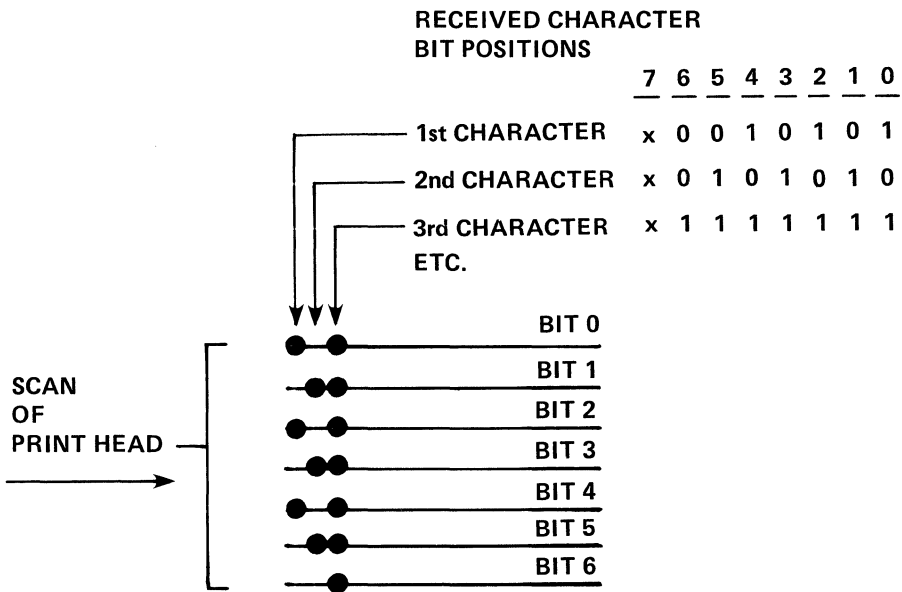 RECEIVED CHARACTER
BIT POSITIONS
7 6 5 4 3 2 1 0
1st CHARACTER x 0 0 1 0 1 0 1
2nd CHARACTER x 0 1 0 1 0 1 0
3rd CHARACTER x 1 1 1 1 1 1 1
ETC.
BIT 0
BIT 1
BIT 2
BIT 3
BIT 4
BIT 5
BIT 6
SCAN
OF
PRINT HEAD